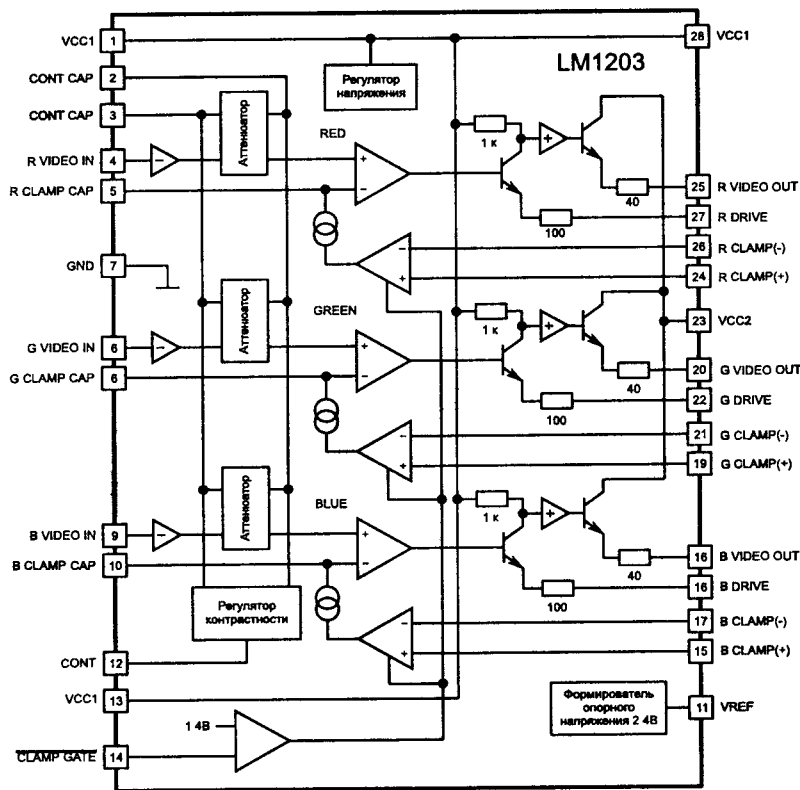 VCC1 1
28 VCC1
CONT CAP 2
LM1203
Регулятор
напряжения
CONT CAP 3
Аттенюатор
RED
1 к
R VIDEO IN 4
R CLAMP CAP 5
40
25 R VIDEO OUT
100
27 R DRIVE
26 R CLAMP(-)
24 R CLAMP(+)
GND 7
Аттенюатор
GREEN
1 к
23 VCC2
G VIDEO IN 6
G CLAMP CAP 6
40
20 G VIDEO OUT
100
22 G DRIVE
21 G CLAMP(-)
19 G CLAMP(+)
Аттенюатор
BLUE
1 к
B VIDEO IN 9
B CLAMP CAP 10
40
16 B VIDEO OUT
100
16 B DRIVE
Регулятор
контрастности
17 B CLAMP(-)
15 B CLAMP(+)
CONT 12
VCC1 13
Формирователь
опорного
напряжения 2 4В
11 VREF
1 4В
CLAMP GATE 14